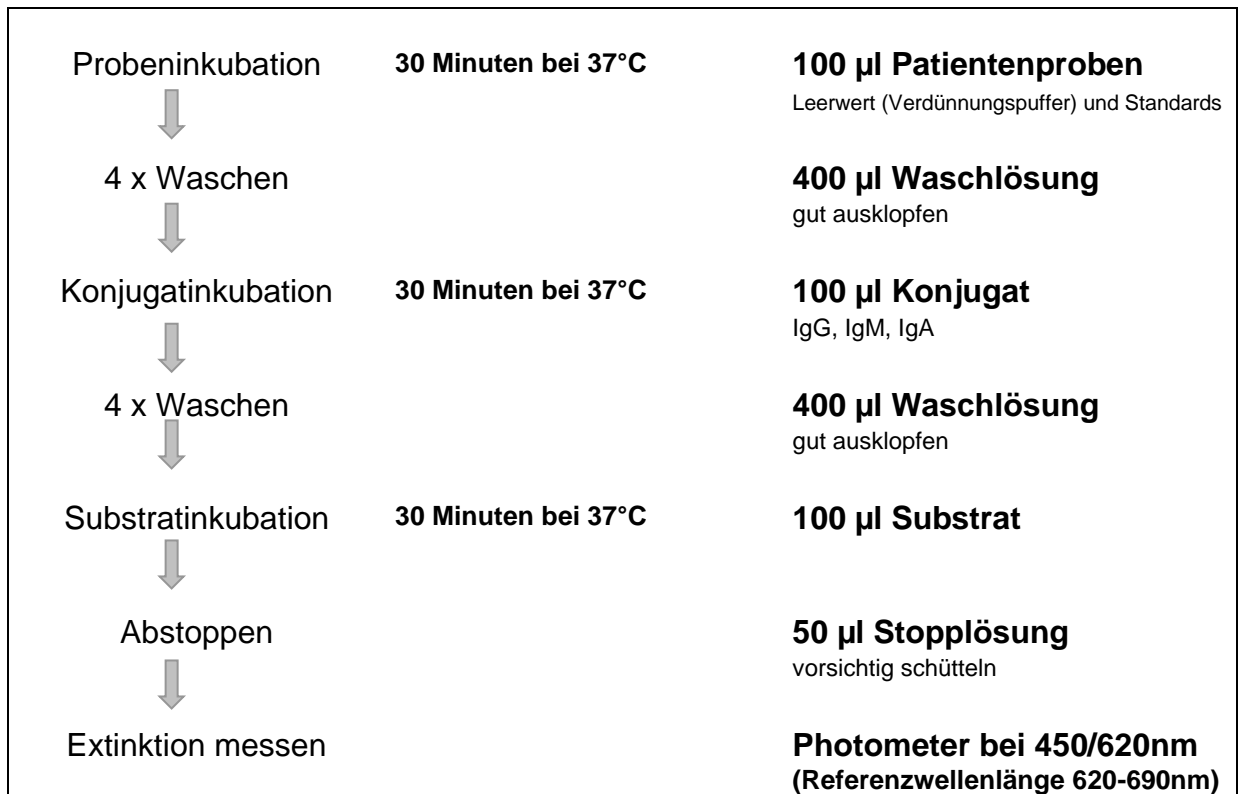 Probeninkubation 30 Minuten bei 37°C 100 µl Patientenproben
Leerwert (Verdünnungspuffer) und Standards
4 x Waschen 400 µl Waschlösung
gut ausklopfen
Konjugatinkubation 30 Minuten bei 37°C 100 µl Konjugat
IgG, IgM, IgA
4 x Waschen 400 µl Waschlösung
gut ausklopfen
Substratinkubation 30 Minuten bei 37°C 100 µl Substrat
Abstoppen 50 µl Stopplösung
vorsichtig schütteln
Extinktion messen Photometer bei 450/620nm
(Referenzwellenlänge 620-690nm)